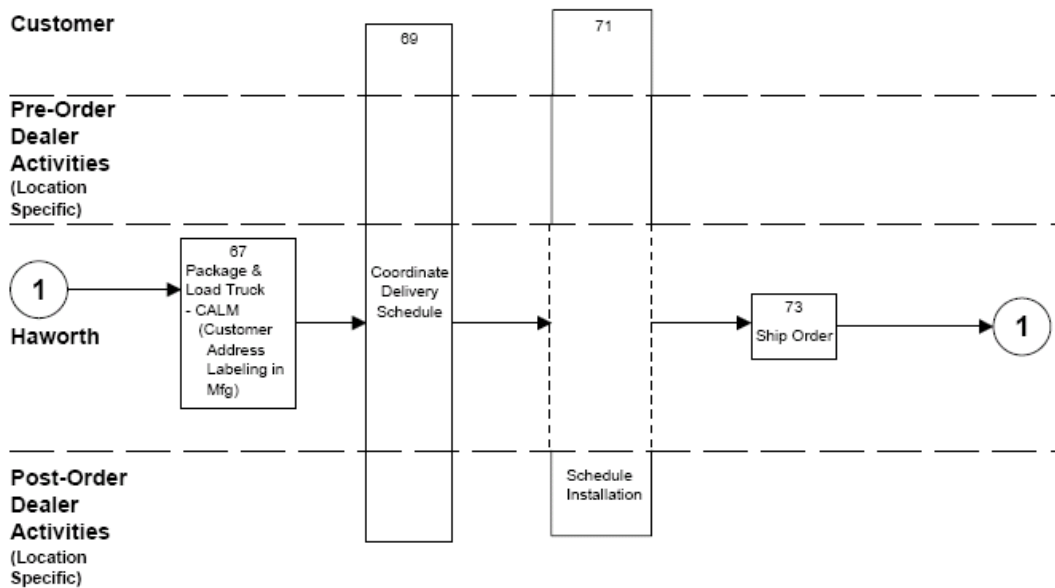 Customer
69
71
Pre-Order
Dealer
Activities
(Location
Specific)
1
Haworth
67
Package &
Load Truck
- CALM
(Customer
Address
Labeling in
Mfg)
Coordinate
Delivery
Schedule
73
Ship Order
1
Post-Order
Dealer
Activities
(Location
Specific)
Schedule
Installation